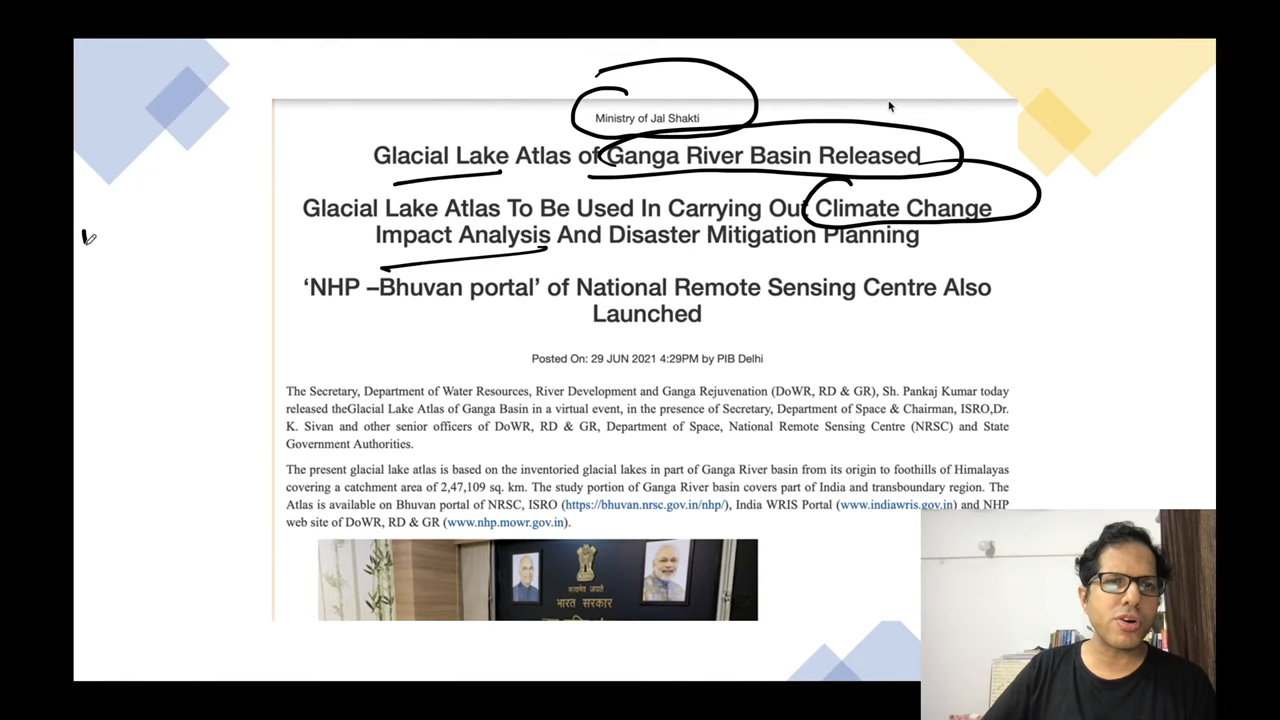 Ministry of Jal Shakti
Glacial Lake Atlas of Ganga River Basin Released
Glacial Lake Atlas To Be Used In Carrying Out Climate Change
Impact Analysis And Disaster Mitigation Planning
‘NHP –Bhuvan portal’ of National Remote Sensing Centre Also
Launched
Posted On: 29 JUN 2021 4:29PM by PIB Delhi
The Secretary, Department of Water Resources, River Development and Ganga Rejuvenation (DoWR, RD & GR), Sh. Pankaj Kumar today
released theGlacial Lake Atlas of Ganga Basin in a virtual event, in the presence of Secretary, Department of Space & Chairman, ISRO,Dr.
K. Sivan and other senior officers of DoWR, RD & GR, Department of Space, National Remote Sensing Centre (NRSC) and State
Government Authorities.
The present glacial lake atlas is based on the inventoried glacial lakes in part of Ganga River basin from its origin to foothills of Himalayas
covering a catchment area of 2,47,109 sq. km. The study portion of Ganga River basin covers part of India and transboundary region. The
Atlas is available on Bhuvan portal of NRSC, ISRO (https://bhuvan.nrsc.gov.in/nhp/), India WRIS Portal (www.indiawris.gov.in) and NHP
web site of DoWR, RD & GR (www.nhp.mowr.gov.in).
सत्यमेव जयते
भारत सरकार